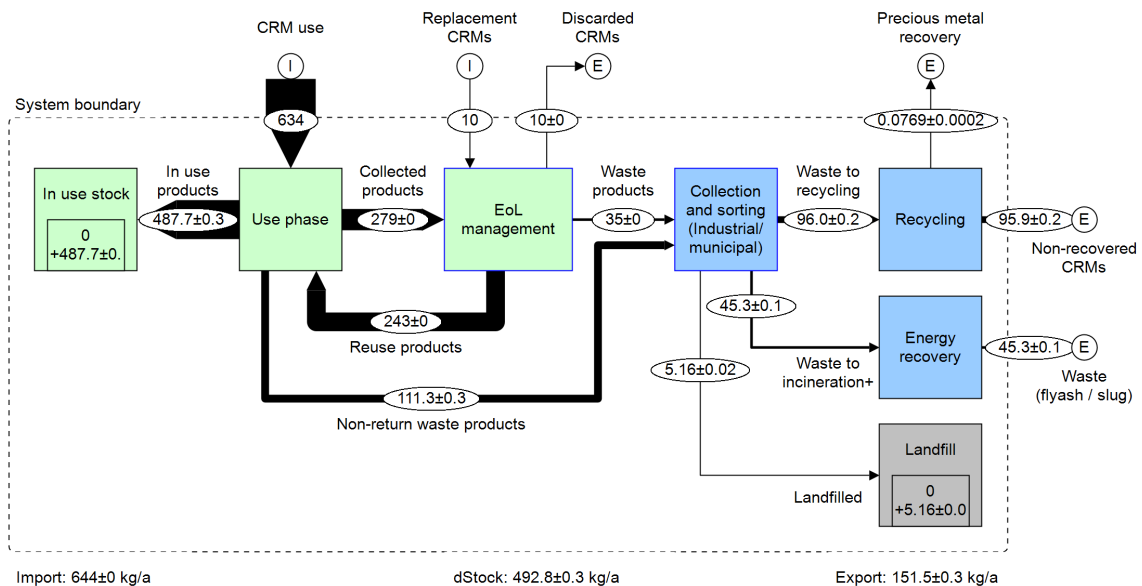 CRM use
Replacement
CRMs
Discarded
CRMs
Precious metal
recovery
I
I
E
E
System boundary
634
10
10±0
0.0769±0.0002
In use stock
0
+487.7±0.
In use
products
487.7±0.3
Use phase
Collected
products
279±0
EoL
management
Waste
products
35±0
Collection
and sorting
(Industrial/
municipal)
Waste to
recycling
96.0±0.2
Recycling
95.9±0.2
E
Non-recovered
CRMs
243±0
Reuse products
45.3±0.1
Waste to
incineration+
Energy
recovery
45.3±0.1
E
Waste
(flyash / slug)
5.16±0.02
111.3±0.3
Non-return waste products
Landfilled
Landfill
0
+5.16±0.0
Import: 644±0 kg/a
dStock: 492.8±0.3 kg/a
Export: 151.5±0.3 kg/a